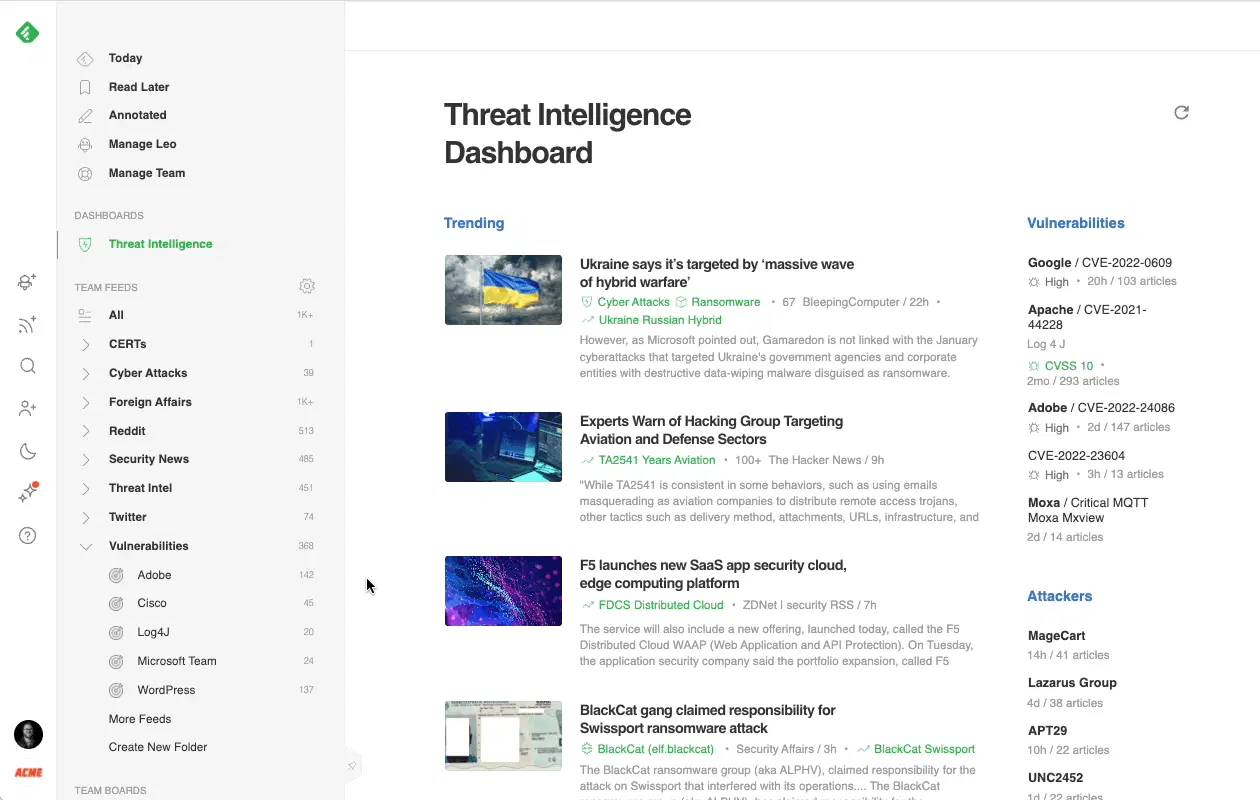 Today
Read Later
Annotated
Manage Leo
Manage Team
DASHBOARDS
Threat Intelligence
TEAM FEEDS
All 1K+
CERTs 1
Cyber Attacks 39
Foreign Affairs 1K+
Reddit 513
Security News 485
Threat Intel 451
Twitter 74
Vulnerabilities 368
Adobe 142
Cisco 45
Log4J 20
Microsoft Team 24
WordPress 137
More Feeds
Create New Folder
TEAM BOARDS
ACME
Threat Intelligence
Dashboard
Trending
Ukraine says it's targeted by 'massive wave
of hybrid warfare'
Cyber Attacks Ransomware • 67 BleepingComputer / 22h •
Ukraine Russian Hybrid
However, as Microsoft pointed out, Gamaredon is not linked with the January
cyberattacks that targeted Ukraine's government agencies and corporate
entities with destructive data-wiping malware disguised as ransomware.
Experts Warn of Hacking Group Targeting
Aviation and Defense Sectors
TA2541 Years Aviation • 100+ The Hacker News / 9h
"While TA2541 is consistent in some behaviors, such as using emails
masquerading as aviation companies to distribute remote access trojans,
other tactics such as delivery method, attachments, URLs, infrastructure, and
F5 launches new SaaS app security cloud,
edge computing platform
FDCS Distributed Cloud • ZDNet | security RSS / 7h
The service will also include a new offering, launched today, called the F5
Distributed Cloud WAAP (Web Application and API Protection). On Tuesday,
the application security company said the portfolio expansion, called F5
BlackCat gang claimed responsibility for
Swissport ransomware attack
BlackCat (elf.blackcat) • Security Affairs / 3h • BlackCat Swissport
The BlackCat ransomware group (aka ALPHV), claimed responsibility for the
attack on Swissport that interfered with its operations.... The BlackCat
Vulnerabilities
Google / CVE-2022-0609
High • 20h / 103 articles
Apache / CVE-2021-
44228
Log 4 J
CVSS 10 •
2mo / 293 articles
Adobe / CVE-2022-24086
High • 2d / 147 articles
CVE-2022-23604
High • 3h / 13 articles
Moxa / Critical MQTT
Moxa Mxview
2d / 14 articles
Attackers
MageCart
14h / 41 articles
Lazarus Group
4d / 38 articles
APT29
10h / 22 articles
UNC2452
1d / 22 articles